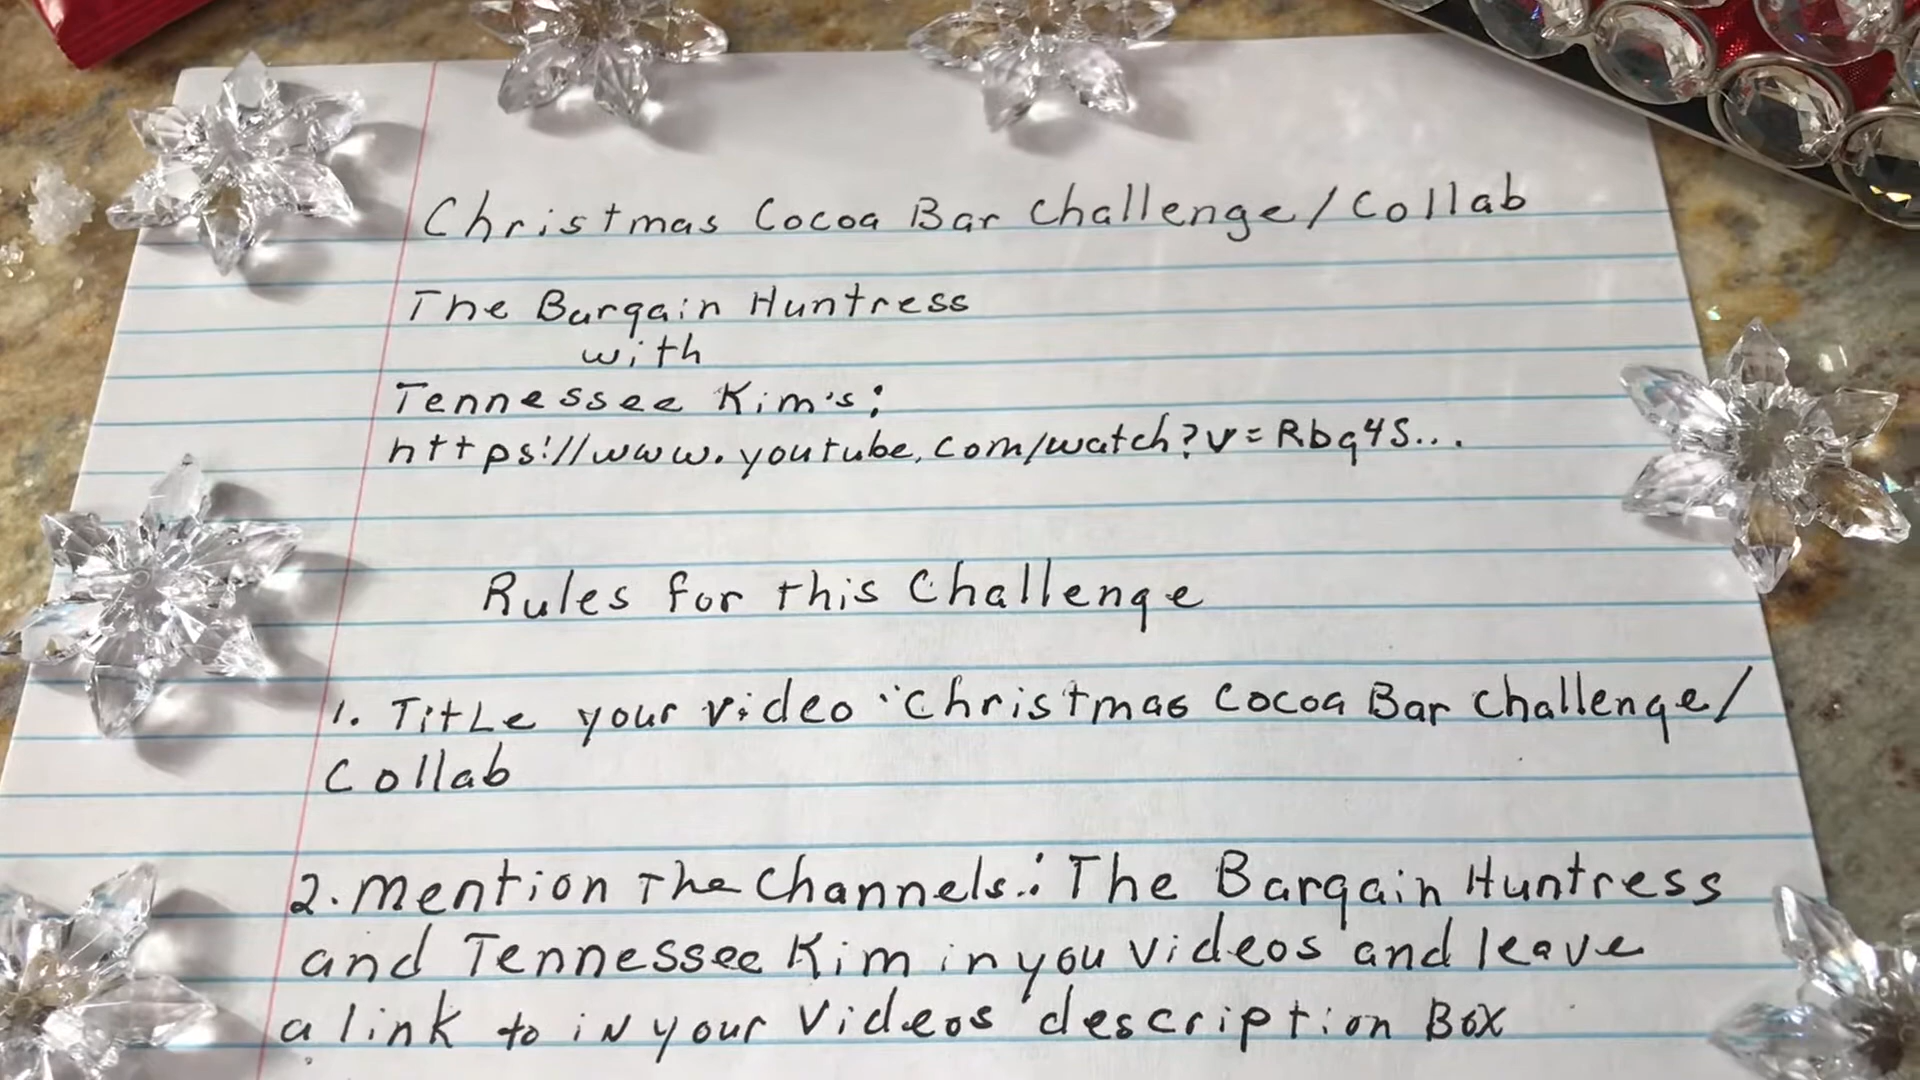 Christmas Cocoa Bar Challenge/Collab
The Bargain Huntress
with
Tennessee Kim's:
https://www.youtube.com/watch?v=Rbq4S...
Rules for this Challenge
1. Title your video "Christmas Cocoa Bar Challenge/
Collab
2. Mention The Channels: The Bargain Huntress
and Tennessee Kim in you videos and leave
a link to in your videos description Box